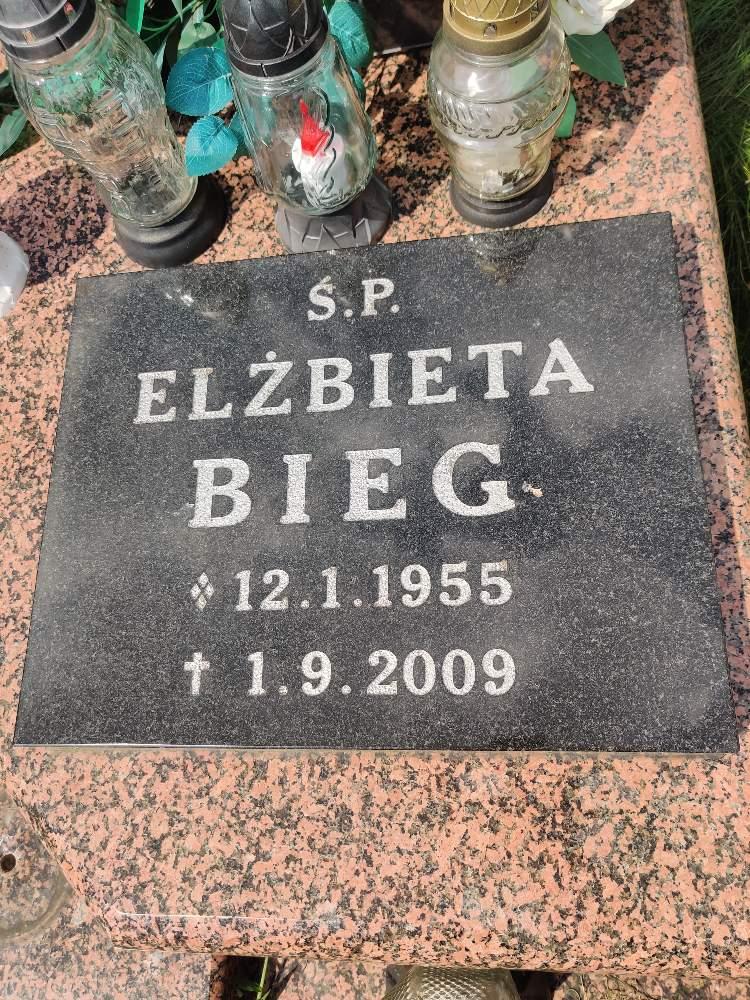 Ś.P.
ELŻBIETA
BIEG
12.1.1955
✝ 1.9.2009